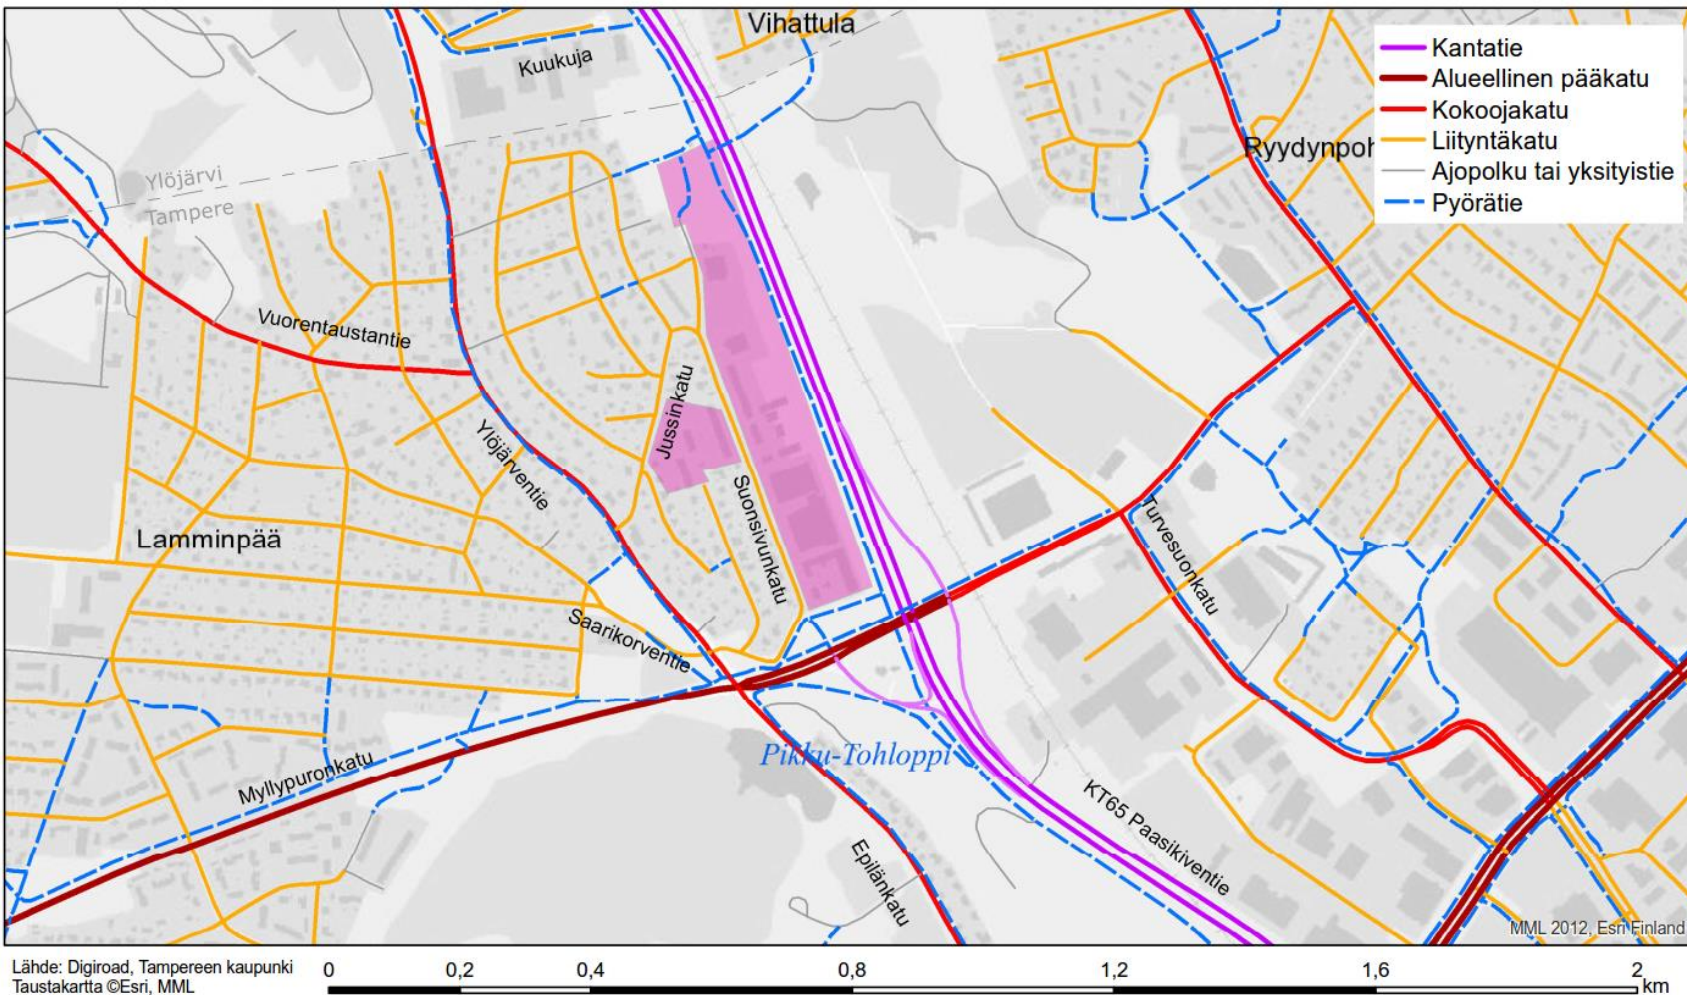 Vihattula
Kuukuja
Kantatie
Alueellinen pääkatu
Kokoojakatu
Liityntäkatu
Ajopolku tai yksityistie
Pyörätie
Ryydynpoh
Ylöjärvi
Tampere
Vuorentaustantie
Jussinkatu
Ylöjärventie
Suonsivunkatu
Turvesuonkatu
Lamminpää
Saarikorventie
Pikku-Tohloppi
Myllypuronkatu
KT65 Paasikiventie
Epilänkatu
MML 2012, Esri Finland
Lähde: Digiroad, Tampereen kaupunki
Taustakartta ©Esri, MML
0 0,2 0,4 0,8 1,2 1,6 2
km